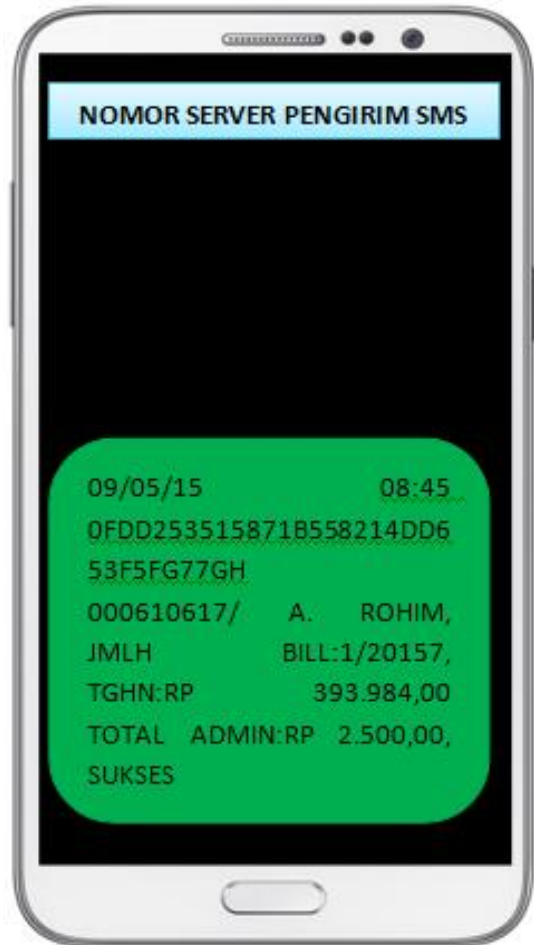 NOMOR SERVER PENGIRIM SMS
09/05/15 08:45
0FDD253515871B558214DD6
53F5FG77GH
000610617/ A. ROHIM,
JMLH BILL:1/20157,
TGHN:RP 393.984,00
TOTAL ADMIN:RP 2.500,00,
SUKSES